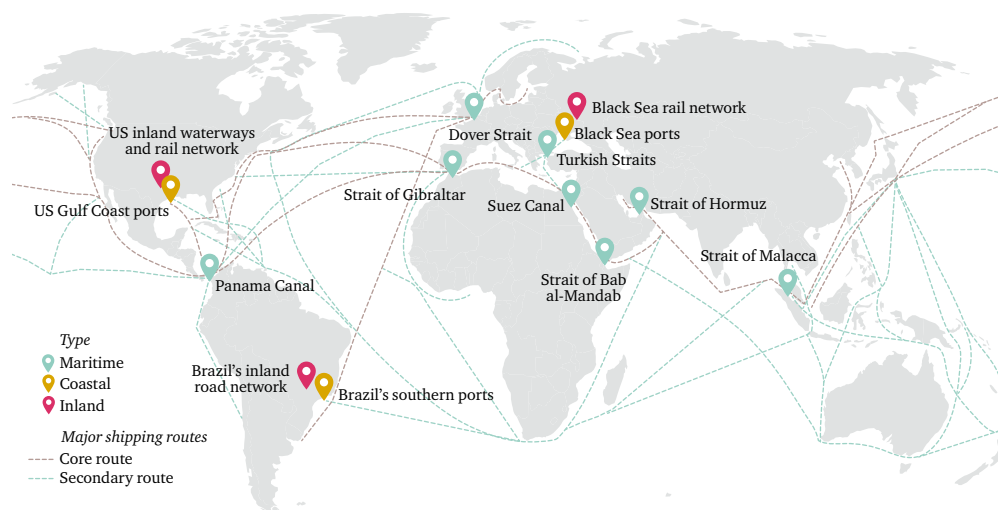 Black Sea rail network
US inland waterways
and rail network
Dover Strait
Black Sea ports
Turkish Straits
Strait of Gibraltar
US Gulf Coast ports
Suez Canal
Strait of Hormuz
Strait of Malacca
Panama Canal
Strait of Bab
al-Mandab
Type
Maritime
Coastal
Inland
Brazil's inland
road network
Brazil's southern ports
Major shipping routes
Core route
Secondary route